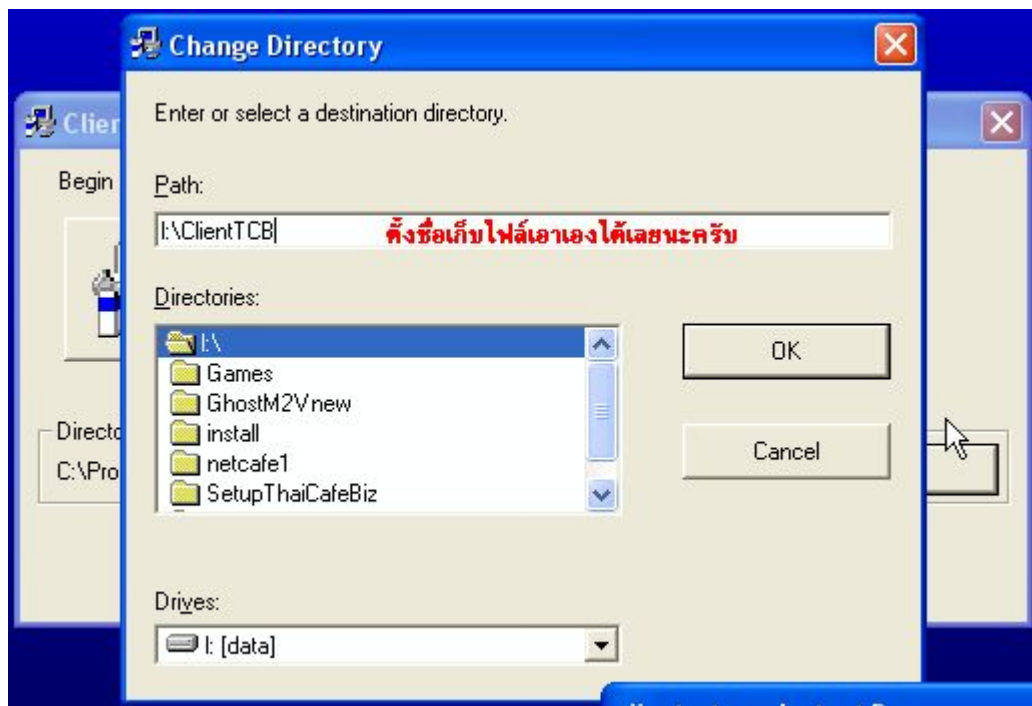 Change Directory
Clien
Enter or select a destination directory.
Begin
Path:
I:\ClientTCB
ตั้งชื่อเก็บไฟล์เอาเองได้เลยนะครับ
Directories:
I:\
OK
Games
GhostM2Vnew
install
Directo
netcafe1
Cancel
C:\Pro
SetupThaiCafeBiz
Drives:
I: [data]